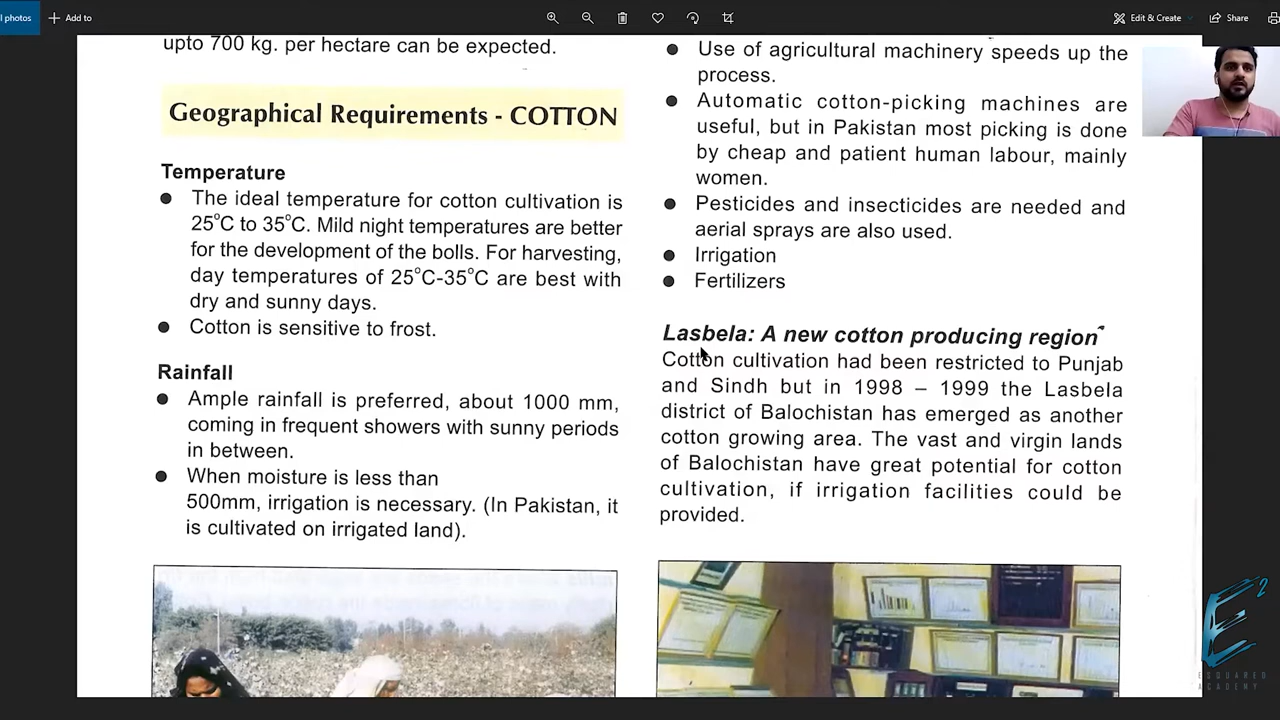 l photos
Add to
Edit & Create
Share
upto 700 kg. per hectare can be expected.
Geographical Requirements - COTTON
Temperature
● The ideal temperature for cotton cultivation is
25°C to 35°C. Mild night temperatures are better
for the development of the bolls. For harvesting,
day temperatures of 25°C-35°C are best with
dry and sunny days.
● Cotton is sensitive to frost.
Rainfall
● Ample rainfall is preferred, about 1000 mm,
coming in frequent showers with sunny periods
in between.
● When moisture is less than
500mm, irrigation is necessary. (In Pakistan, it
is cultivated on irrigated land).
● Use of agricultural machinery speeds up the
process.
● Automatic cotton-picking machines are
useful, but in Pakistan most picking is done
by cheap and patient human labour, mainly
women.
● Pesticides and insecticides are needed and
aerial sprays are also used.
● Irrigation
● Fertilizers
Lasbela: A new cotton producing region
Cotton cultivation had been restricted to Punjab
and Sindh but in 1998 – 1999 the Lasbela
district of Balochistan has emerged as another
cotton growing area. The vast and virgin lands
of Balochistan have great potential for cotton
cultivation, if irrigation facilities could be
provided.
E2
ESQUARED
ACADEMY